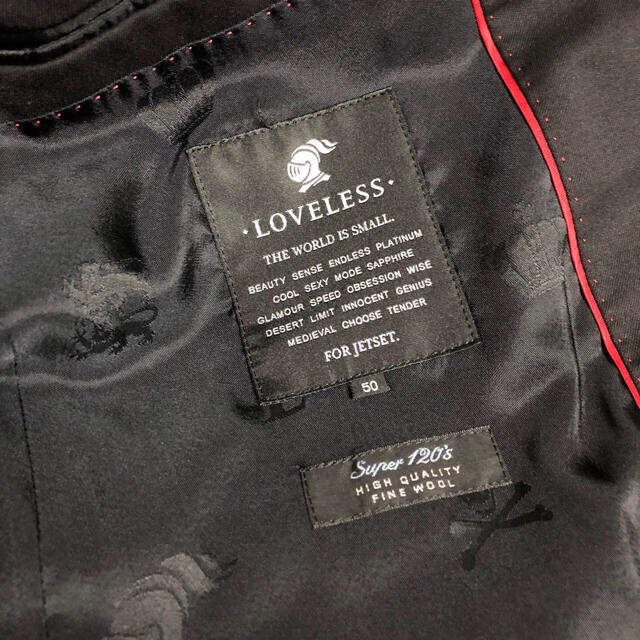 ·LOVELESS·
THE WORLD IS SMALL.
BEAUTY SENSE ENDLESS PLATINUM
COOL SEXY MODE SAPPHIRE
GLAMOUR SPEED OBSESSION WISE
DESERT LIMIT INNOCENT GENIUS
MEDIEVAL CHOOSE TENDER
FOR JETSET.
50
Super 120's
HIGH QUALITY
FINE WOOL